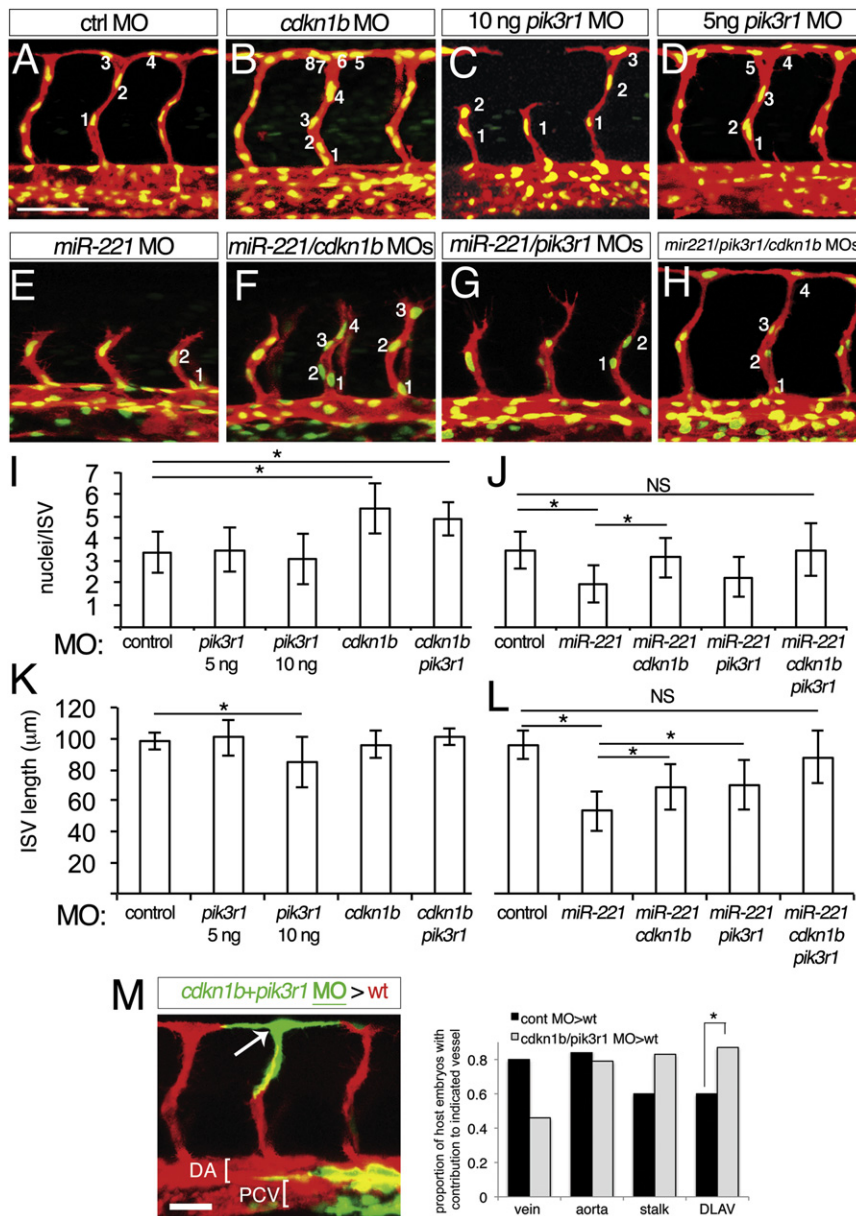 ctrl MO
cdkn1b MO
10 ng pik3r1 MO
5ng pik3r1 MO
A
3
4
2
1
B
8
7
6
5
4
3
2
1
C
2
1
1
3
2
1
D
5
4
3
2
1
miR-221 MO
miR-221/cdkn1b MOs
miR-221/pik3r1 MOs
mir221/pik3r1/cdkn1b MOs
E
2
1
F
3
4
3
2
2
1
1
G
2
1
H
4
3
2
1
I
nuclei/ISV
7
6
5
4
3
2
1
*
*
MO:
control
pik3r1
5 ng
pik3r1
10 ng
cdkn1b
cdkn1b
pik3r1
J
NS
*
*
control
miR-221
miR-221
cdkn1b
miR-221
pik3r1
miR-221
cdkn1b
pik3r1
K
ISV length (μm)
120
100
80
60
40
20
*
MO:
control
pik3r1
5 ng
pik3r1
10 ng
cdkn1b
cdkn1b
pik3r1
L
NS
*
*
*
control
miR-221
miR-221
cdkn1b
miR-221
pik3r1
miR-221
cdkn1b
pik3r1
M
cdkn1b+pik3r1 MO > wt
DA
PCV
proportion of host embryos with
contribution to indicated vessel
cont MO>wt
cdkn1b/pik3r1 MO>wt
*
0.8
0.4
0
vein
aorta
stalk
DLAV